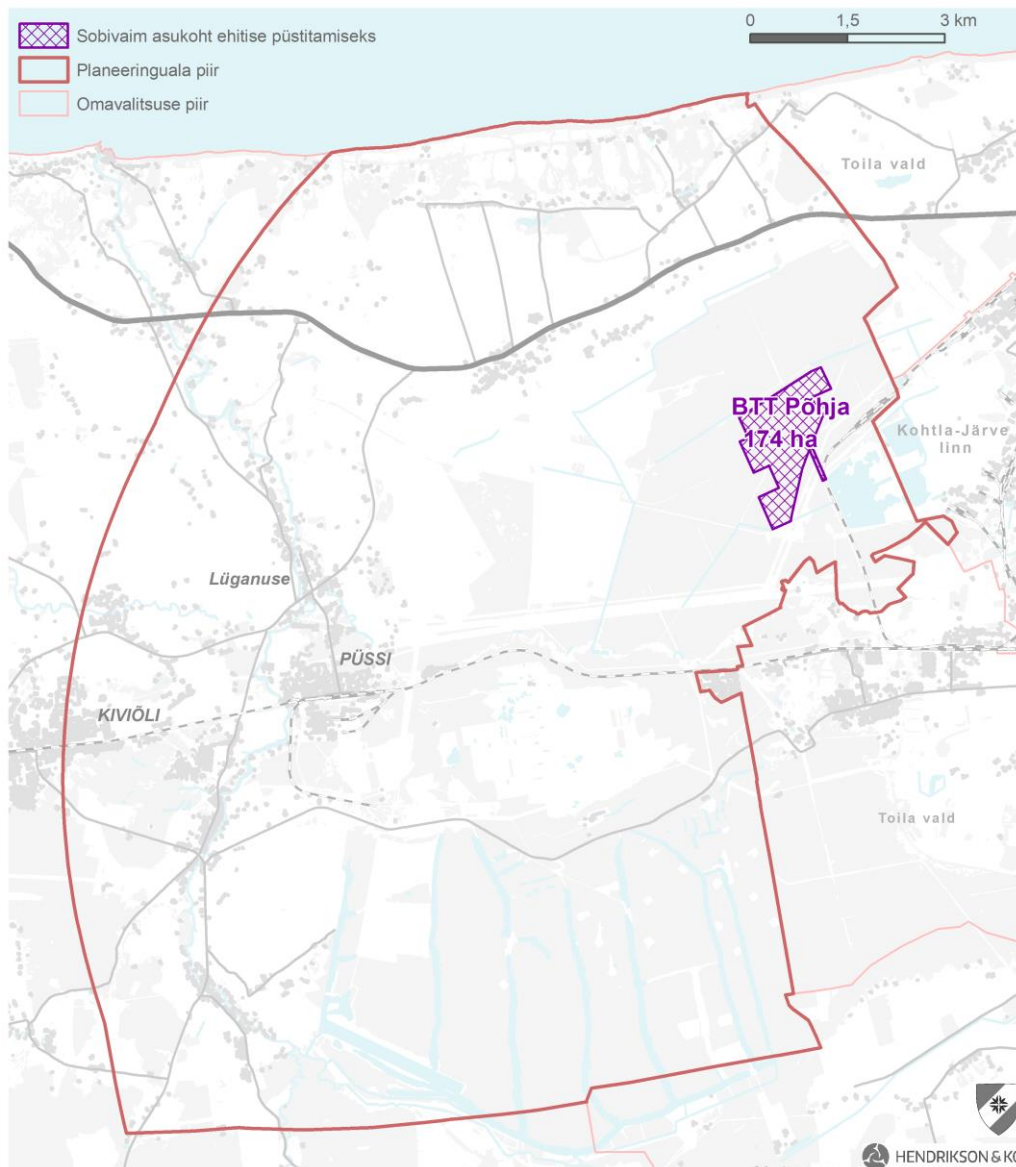 Sobivaim asukoht ehitise püstitamiseks
Planeeringuala piir
Omavalitsuse piir
0 1,5 3 km
Toila vald
BTT Põhja
174 ha
Kohtla-Järve
linn
Lüganuse
PÜSSI
KIVIÕLI
Toila vald
HENDRIKSON & KO